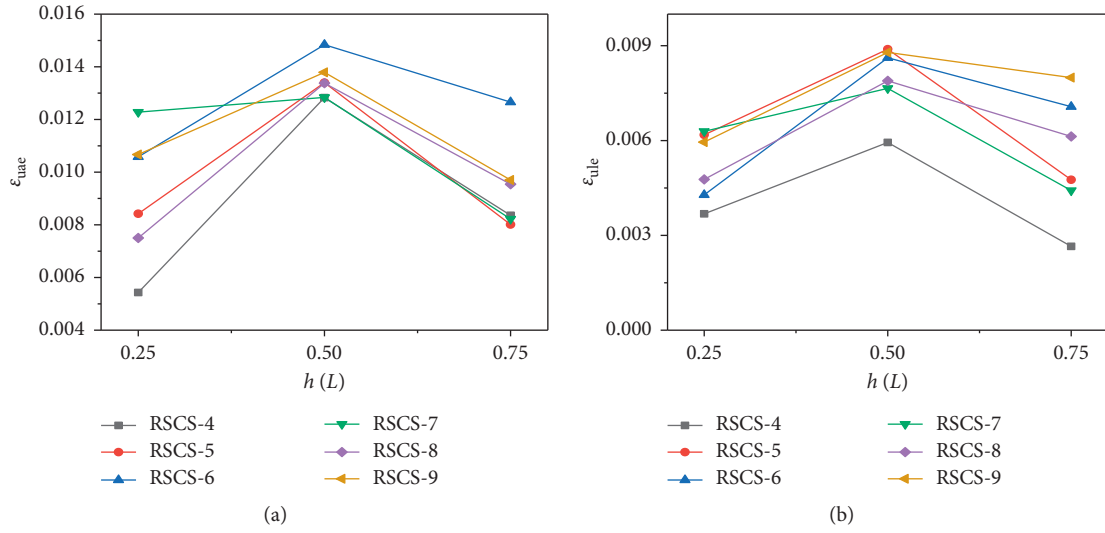 0.016
0.014
0.012
0.010
0.008
0.006
0.004
εuae
0.25 0.50 0.75
h (L)
RSCS-4 RSCS-7
RSCS-5 RSCS-8
RSCS-6 RSCS-9
(a)
0.009
0.006
0.003
0.000
εule
0.25 0.50 0.75
h (L)
RSCS-4 RSCS-7
RSCS-5 RSCS-8
RSCS-6 RSCS-9
(b)